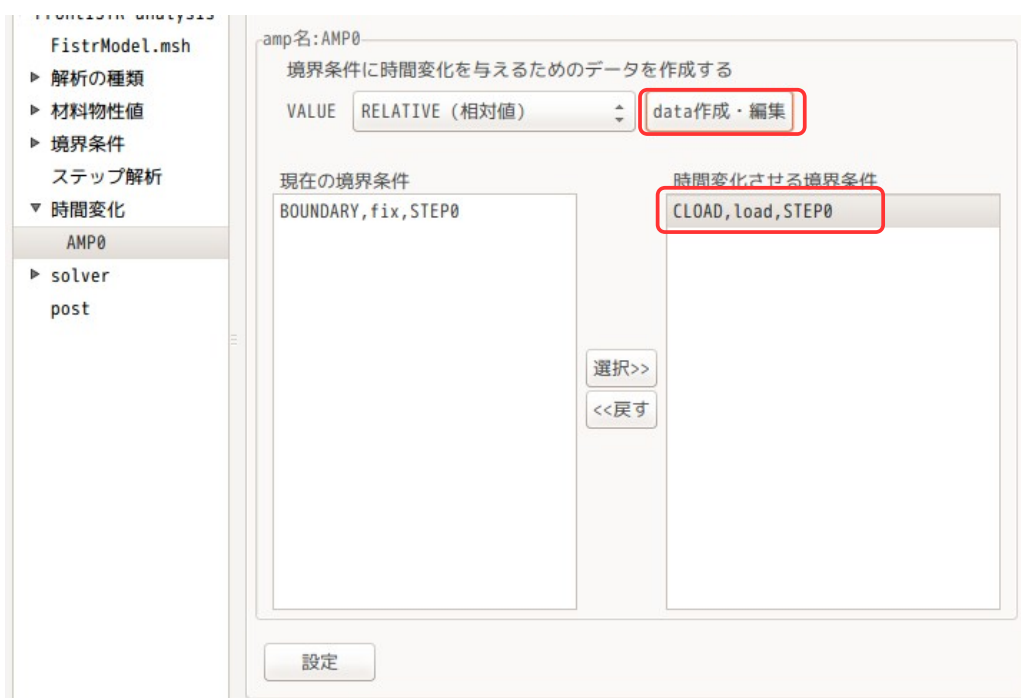 FistrModel.msh
解析の種類
材料物性値
境界条件
ステップ解析
時間変化
AMP0
solver
post
amp名:AMP0
境界条件に時間変化を与えるためのデータを作成する
VALUE RELATIVE (相対値) data作成・編集
現在の境界条件
BOUNDARY,fix,STEP0
選択>>
<<戻す
時間変化させる境界条件
CLOAD,load,STEP0
設定